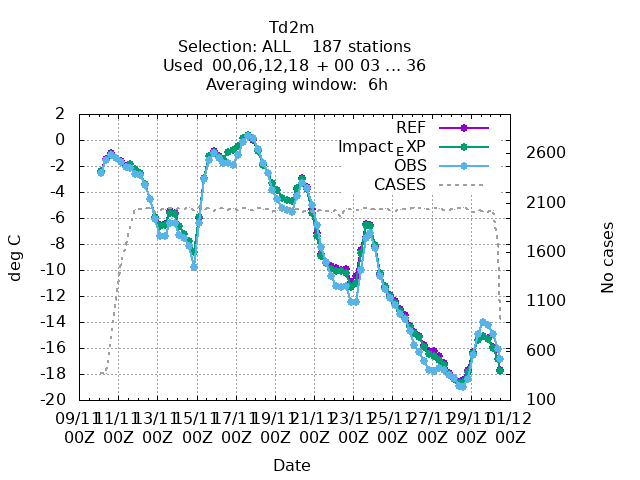 Td2m
Selection: ALL    187 stations
Used  00,06,12,18  + 00 03 ... 36
Averaging window:  6h
REF
Impact_EXP
OBS
CASES
2
0
-2
-4
-6
-8
-10
-12
-14
-16
-18
-20
2600
2100
1600
1100
600
100
deg C
No cases
09/11 11/11 13/11 15/11 17/11 19/11 21/11 23/11 25/11 27/11 29/11 01/12
00Z 00Z 00Z 00Z 00Z 00Z 00Z 00Z 00Z 00Z 00Z 00Z
Date